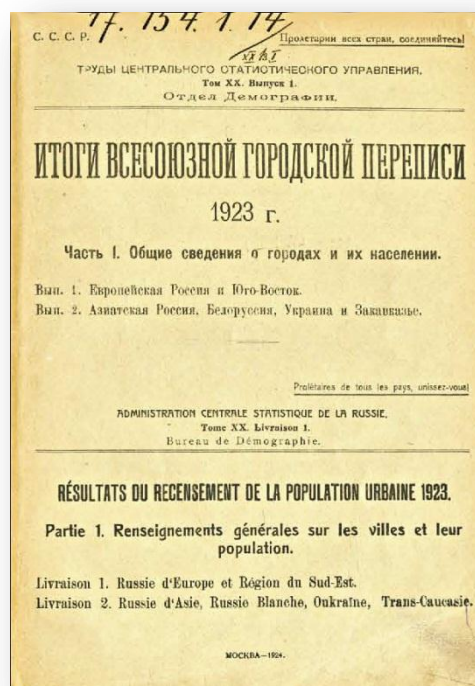 17. 154. 1. 14
С. С. С. Р.
Пролетарии всех стран, соединяйтесь!
ТРУДЫ ЦЕНТРАЛЬНОГО СТАТИСТИЧЕСКОГО УПРАВЛЕНИЯ.
Том XX. Выпуск 1.
Отдел Демографии.
ИТОГИ ВСЕСОЮЗНОЙ ГОРОДСКОЙ ПЕРЕПИСИ
1923 г.
Часть I. Общие сведения о городах и их населении.
Вып. 1. Европейская Россия и Юго-Восток.
Вып. 2. Азиатская Россия, Белоруссия, Украина и Закавказье.
Prolétaires de tous les pays, unissez-vous!
ADMINISTRATION CENTRALE STATISTIQUE DE LA RUSSIE.
Tome XX. Livraison 1.
Bureau de Démographie.
RÉSULTATS DU RECENSEMENT DE LA POPULATION URBAINE 1923.
Partie 1. Renseignements générales sur les villes et leur
population.
Livraison 1. Russie d'Europe et Région du Sud-Est.
Livraison 2. Russie d'Asie, Russie Blanche, Oukraïne, Trans-Caucasie.
МОСКВА—1924.